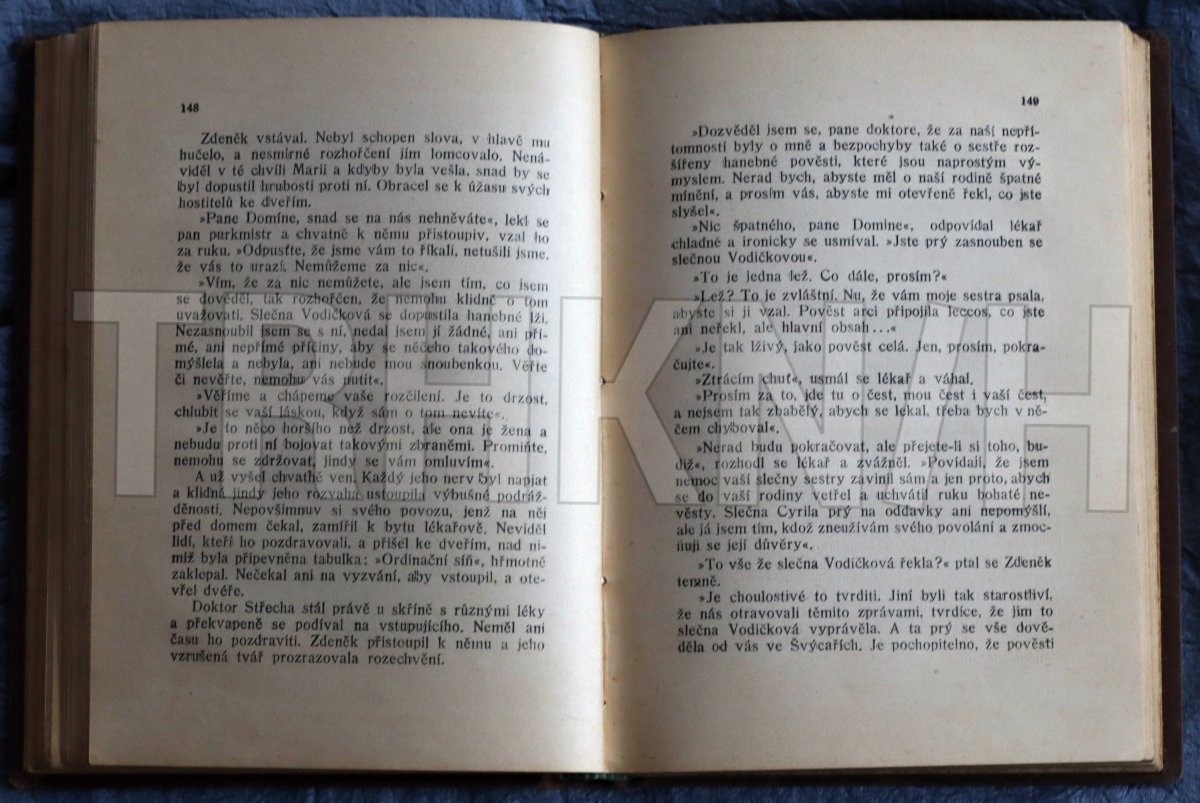 148
Zdeněk vstával. Nebyl schopen slova, v hlavě mu
hučelo, a nesmírné rozhořčení jím lomcovalo. Nená-
viděl v té chvíli Marii a kdyby byla vešla, snad by se
byl dopustil hrubosti proti ní. Obracel se k úžasu svých
hostitelů ke dveřím.
»Pane Domíne, snad se na nás nehněváte«, lekl se
pan purkmistr a chvatně k němu přistoupiv, vzal ho
za ruku. »Odpusťte, že jsme vám to říkali, netušili jsme,
že vás to urazí. Nemůžeme za nic«.
»Vím, že za nic nemůžete, ale jsem tím, co jsem
se dověděl, tak rozhořčen, že nemohu klidně o tom
uvažovati. Slečna Vodičková se dopustila hanebné lži.
Nezasnoubil jsem se s ní, nedal jsem jí žádné, ani pří-
mé, ani nepřímé příčiny, aby se něčeho takového do-
mýšlela a nebyla, ani nebude mou snoubenkou. Věřte
či nevěřte, nemohu vás nutit«.
»Věříme a chápeme vaše rozčilení. Je to drzost,
chlubit se vaší láskou, když sám o tom nevíte«.
»Je to něco horšího než drzost, ale ona je žena a
nebudu proti ní bojovat takovými zbraněmi. Promiňte,
nemohu se zdržovat, jindy se vám omluvím«.
A už vyšel chvatně ven. Každý jeho nerv byl napjat
a klidná jindy jeho rozvaha ustoupila výbušné podráž-
děnosti. Nepovšimnuv si svého povozu, jenž na něj
před domem čekal, zamířil k bytu lékařově. Neviděl
lidí, kteří ho pozdravovali, a přišel ke dveřím, nad ni-
miž byla připevněna tabulka: »Ordinační síň«, hřmotně
zaklepal. Nečekal ani na vyzvání, aby vstoupil, a ote-
vřel dvéře.
Doktor Střecha stál právě u skříně s různými léky
a překvapeně se podíval na vstupujícího. Neměl ani
času ho pozdraviti. Zdeněk přistoupil k němu a jeho
vzrušená tvář prozrazovala rozechvění.
149
»Dozvěděl jsem se, pane doktore, že za naší nepří-
tomností byly o mně a bezpochyby také o sestře roz-
šířeny hanebné pověsti, které jsou naprostým vý-
myslem. Nerad bych, abyste měl o naší rodině špatné
mínění, a prosím vás, abyste mi otevřeně řekl, co jste
slyšel«.
»Nic špatného, pane Domine«, odpovídal lékař
chladně a ironicky se usmíval. »Jste prý zasnouben se
slečnou Vodičkovou«.
»To je jedna lež. Co dále, prosím?«
»Lež? To je zvláštní. Nu, že vám moje sestra psala,
abyste si ji vzal. Pověst arci připojila leccos, co jste
ani neřekl, ale hlavní obsah...«
»Je tak lživý, jako pověst celá. Jen, prosím, pokra-
čujte«.
»Ztrácím chuť«, usmál se lékař a váhal.
»Prosím za to, jde tu o čest, mou čest i vaší čest,
a nejsem tak zbabělý, abych se lekal, třeba bych v ně-
čem chyboval«.
»Nerad budu pokračovat, ale přejete-li si toho, bu-
diž«, rozhodl se lékař a zvážněl. »Povídají, že jsem
nemoc vaší slečny sestry zavinil sám a jen proto, abych
se do vaší rodiny vetřel a uchvátil ruku bohaté ne-
věsty. Slečna Cyrila prý na oddavky ani nepomýšlí,
ale já jsem tím, kdož zneužívám svého povolání a zmoc-
ňuji se její důvěry«.
»To vše že slečna Vodičková řekla?« ptal se Zdeněk
temně.
»Je choulostivé to tvrditi. Jiní byli tak starostliví,
že nás otravovali těmito zprávami, tvrdíce, že jim to
slečna Vodičková vyprávěla. A ta prý se vše dově-
děla od vás ve Švýcařích. Je pochopitelno, že pověsti